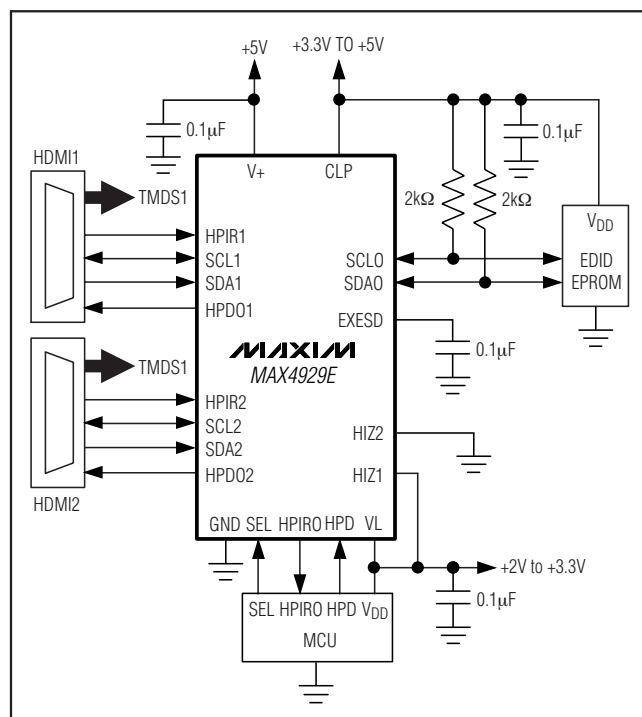 +5V
+3.3V TO +5V
0.1μF
0.1μF
HDMI1
TMDS1
V+
CLP
2kΩ
2kΩ
VDD
EDID
EPROM
HPIR1
SCL1
SDA1
HPDO1
SCLO
SDAO
EXESD
0.1μF
MAXIM
MAX4929E
TMDS1
HPIR2
SCL2
SDA2
HPDO2
HDMI2
HIZ2
HIZ1
GND SEL HPIRO HPD VL
+2V to +3.3V
0.1μF
SEL HPIRO HPD VDD
MCU